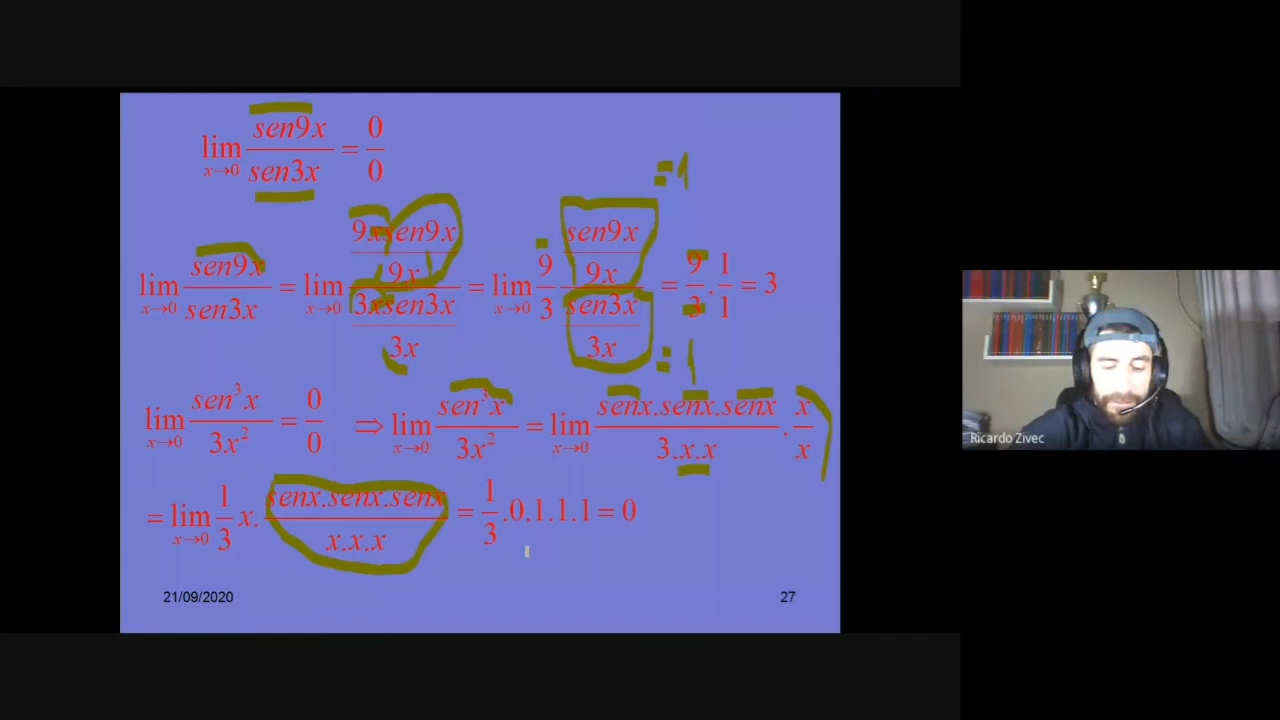 lim x→0 sen9x / sen3x = 0/0
=1
lim x→0 sen9x / sen3x = lim x→0 (9x sen9x / 9x) / (3x sen3x / 3x) = lim x→0 9/3 (sen9x / 9x) / (sen3x / 3x) = 9/3 . 1/1 = 3
=1
lim x→0 sen³x / 3x² = 0/0 ⇒ lim x→0 sen³x / 3x² = lim x→0 senx.senx.senx / 3.x.x . x/x
= lim x→0 1/3 x. senx.senx.senx / x.x.x = 1/3 .0.1.1.1 = 0
21/09/2020
27
Ricardo Zivec